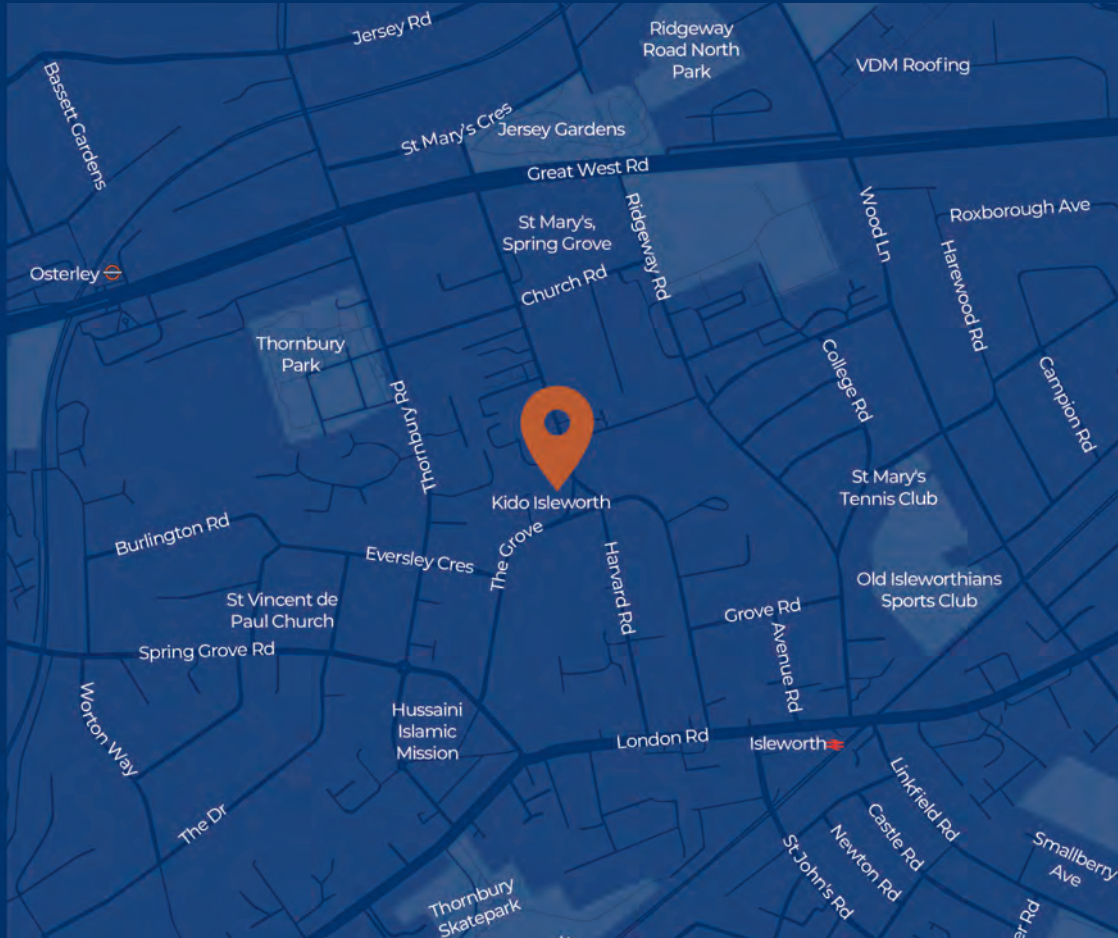 Jersey Rd
Ridgeway
Road North
Park
VDM Roofing
Bassett Gardens
St Mary's Cres
Jersey Gardens
Great West Rd
Wood Ln
Roxborough Ave
St Mary's,
Spring Grove
Ridgeway Rd
Osterley
Church Rd
Harewood Rd
Thornbury
Park
College Rd
Campion Rd
Thornbury Rd
St Mary's
Tennis Club
Kido Isleworth
Burlington Rd
Eversley Cres
The Grove
Harvard Rd
Old Isleworthians
Sports Club
St Vincent de
Paul Church
Grove Rd
Avenue Rd
Spring Grove Rd
Worton Way
Hussaini
Islamic
Mission
London Rd
Isleworth
The Dr
Linkfield Rd
Castle Rd
Newton Rd
St John's Rd
Smallberry
Ave
Thornbury
Skatepark
er Rd